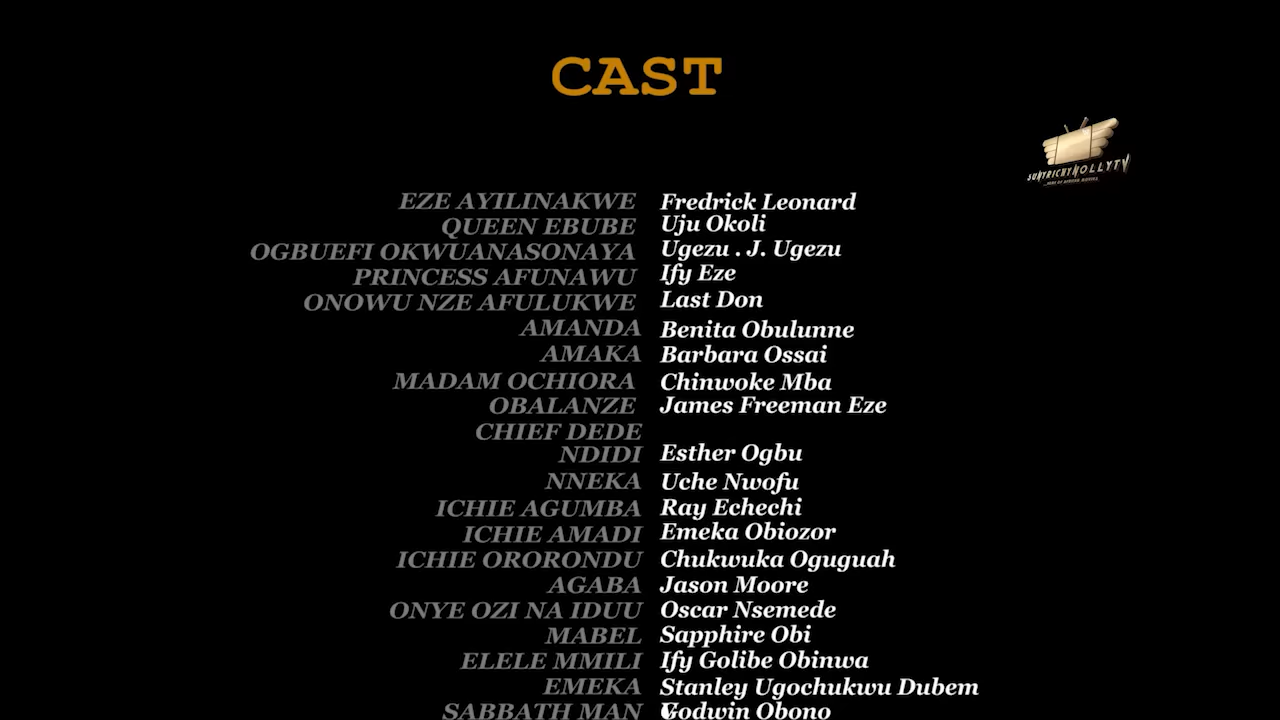 CAST
SUNYRICHYNOLLYTV
EZE AYILINAKWE Fredrick Leonard
QUEEN EBUBE Uju Okoli
OGBUEFI OKWUANASONAYA Ugezu . J. Ugezu
PRINCESS AFUNAWU Ify Eze
ONOWU NZE AFULUKWE Last Don
AMANDA Benita Obulunne
AMAKA Barbara Ossai
MADAM OCHIORA Chinwoke Mba
OBALANZE James Freeman Eze
CHIEF DEDE
NDIDI Esther Ogbu
NNEKA Uche Nwofu
ICHIE AGUMBA Ray Echechi
ICHIE AMADI Emeka Obiozor
ICHIE ORORONDU Chukwuka Oguguah
AGABA Jason Moore
ONYE OZI NA IDUU Oscar Nsemede
MABEL Sapphire Obi
ELELE MMILI Ify Golibe Obinwa
EMEKA Stanley Ugochukwu Dubem
SABBATH MAN Godwin Obono